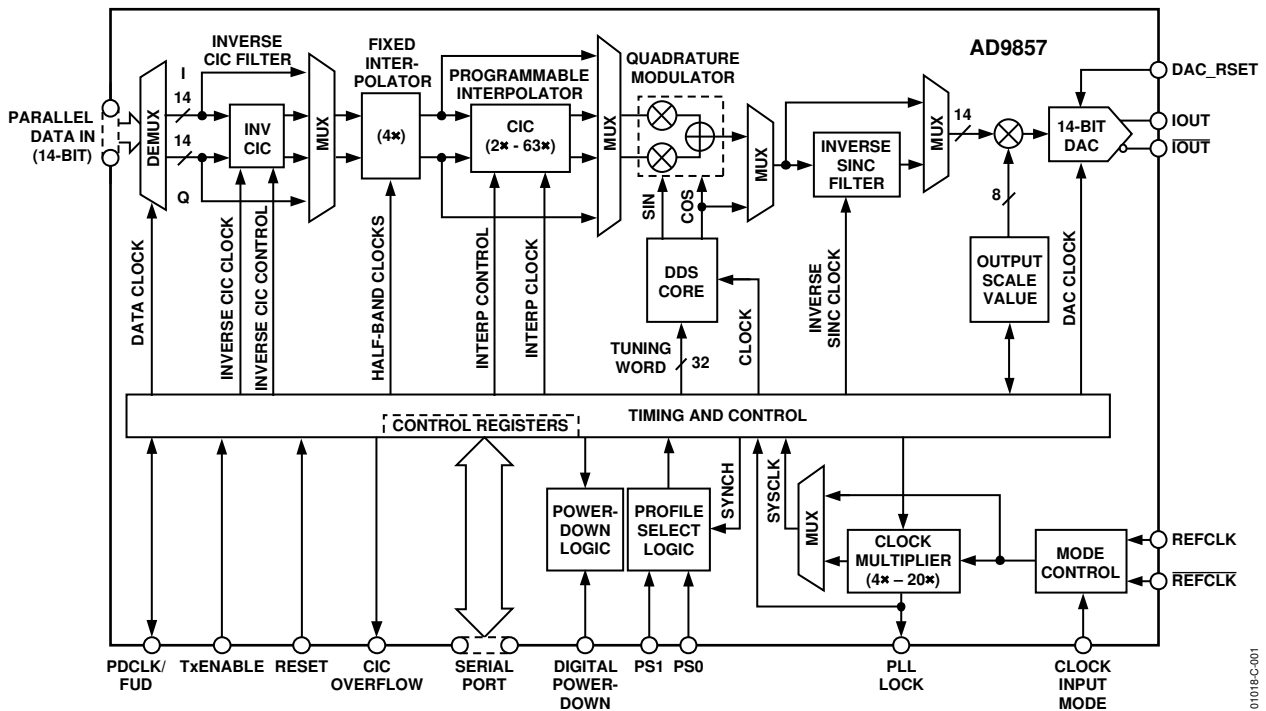 AD9857
INVERSE
CIC FILTER
FIXED
INTER-
POLATOR
PROGRAMMABLE
INTERPOLATOR
QUADRATURE
MODULATOR
PARALLEL
DATA IN
(14-BIT)
DEMUX
I
14
14
Q
INV
CIC
MUX
(4×)
CIC
(2× - 63×)
MUX
SIN
COS
MUX
INVERSE
SINC
FILTER
MUX
14
8
14-BIT
DAC
DAC_RSET
IOUT
IOUT
DATA CLOCK
INVERSE CIC CLOCK
INVERSE CIC CONTROL
HALF-BAND CLOCKS
INTERP CONTROL
INTERP CLOCK
DDS
CORE
TUNING
WORD
32
CLOCK
INVERSE
SINC CLOCK
OUTPUT
SCALE
VALUE
DAC CLOCK
TIMING AND CONTROL
CONTROL REGISTERS
POWER-
DOWN
LOGIC
PROFILE
SELECT
LOGIC
SYNCH
SYSCLK
MUX
CLOCK
MULTIPLIER
(4× – 20×)
MODE
CONTROL
REFCLK
REFCLK
PDCLK/
FUD
TxENABLE
RESET
CIC
OVERFLOW
SERIAL
PORT
DIGITAL
POWER-
DOWN
PS1
PS0
PLL
LOCK
CLOCK
INPUT
MODE
01018-C-001